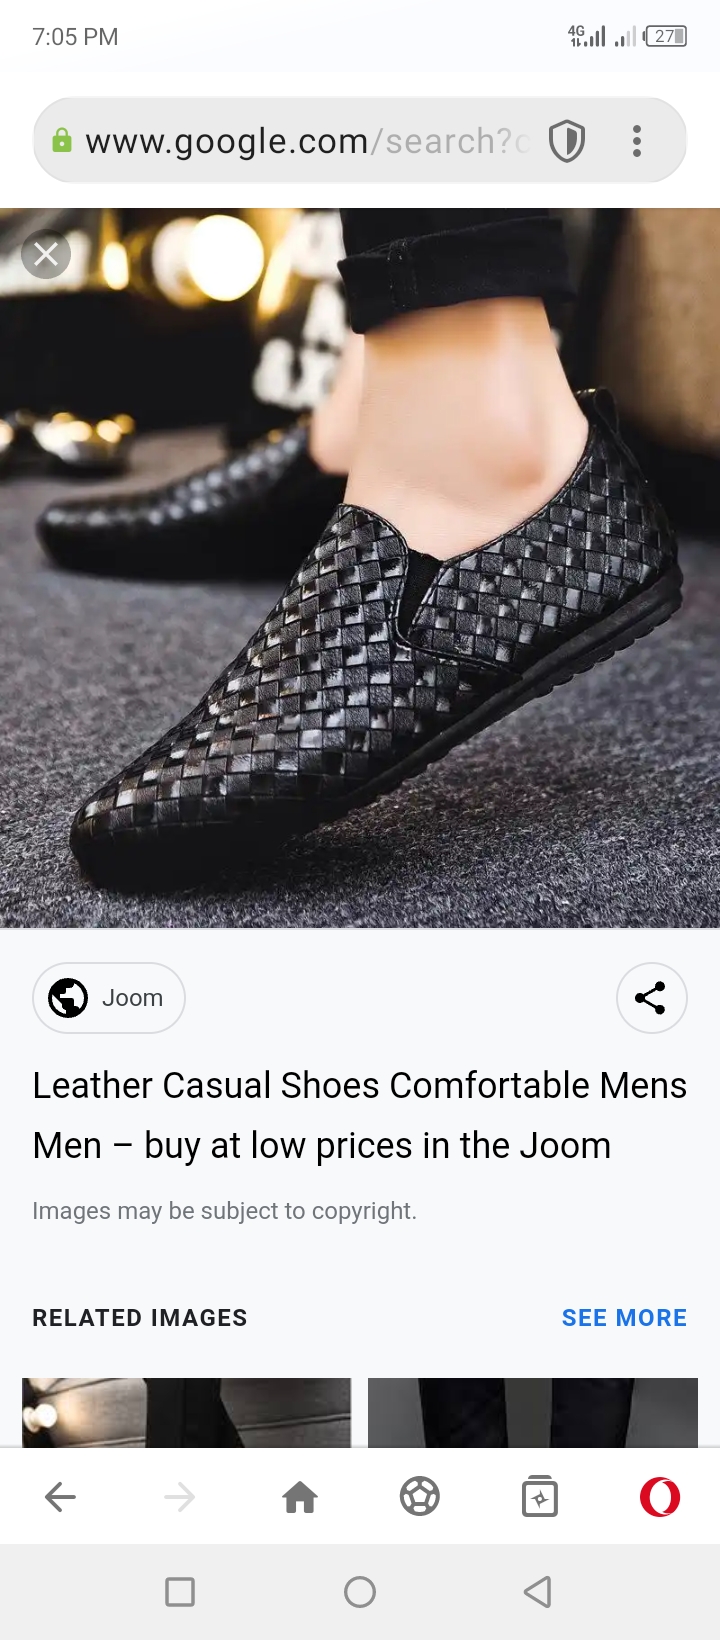 7:05 PM
4G
27
www.google.com/search?
Joom
Leather Casual Shoes Comfortable Mens
Men – buy at low prices in the Joom
Images may be subject to copyright.
RELATED IMAGES
SEE MORE